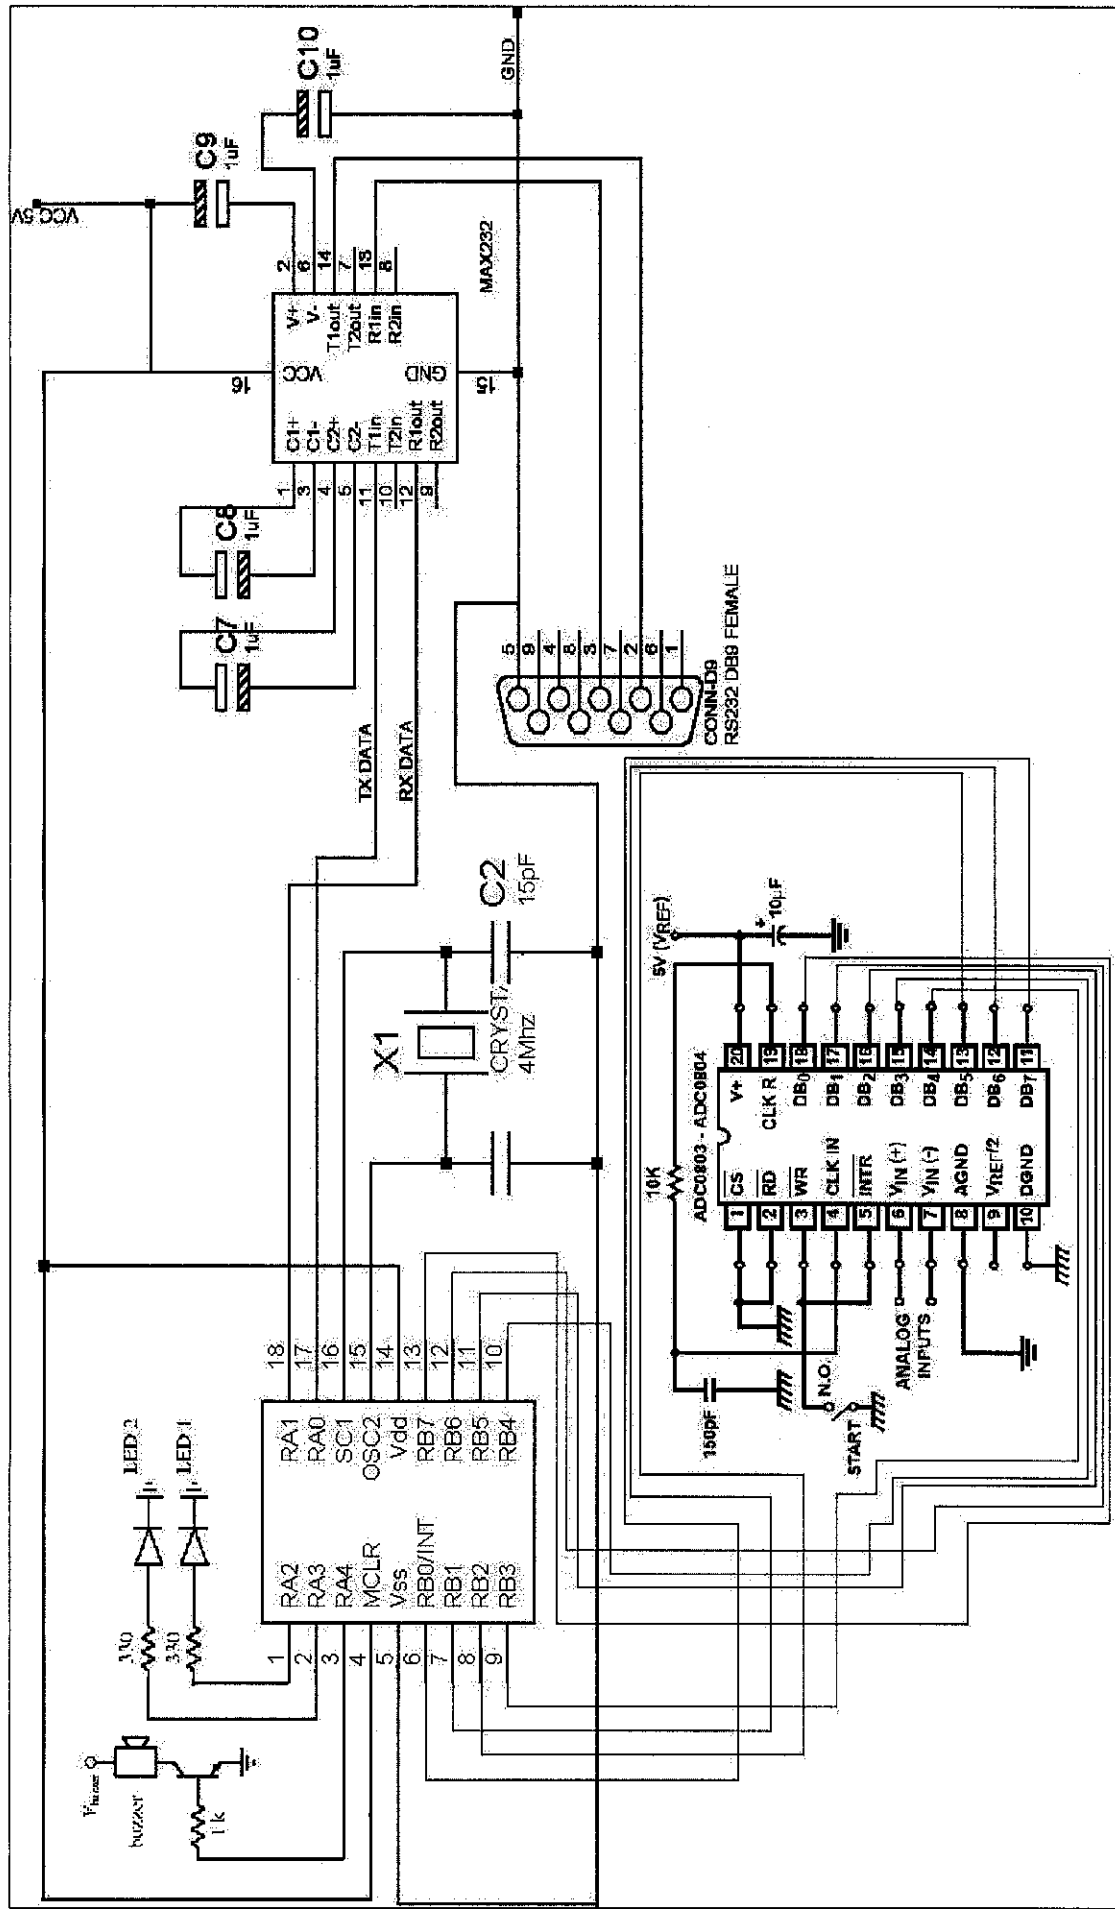 VCC 5V
C9
1uF
C10
1uF
GND
C8
1uF
C7
1uF
1
3
4
5
11
10
12
9
C1+
C1-
C2+
C2-
T1in
T2in
R1out
R2out
16
VCC
GND
15
V+
V-
T1out
T2out
R1in
R2in
2
6
14
7
13
8
MAX232
TX DATA
RX DATA
5
9
4
8
3
7
2
6
1
CONN-D9
RS232 DB9 FEMALE
X1
CRYSTA
4Mhz
C2
15pF
buzzer
1k
330
330
LED 2
LED 1
1
2
3
4
5
6
7
8
9
RA2
RA3
RA4
MCLR
Vss
RB0/INT
RB1
RB2
RB3
RA1
RA0
SC1
OSC2
Vdd
RB7
RB6
RB5
RB4
18
17
16
15
14
13
12
11
10
10K
150pF
N.O.
START
ANALOG
INPUTS
5V (VREF)
+
10µF
ADC0803 - ADC0804
1
2
3
4
5
6
7
8
9
10
CS
RD
WR
CLK IN
INTR
VIN (+)
VIN (-)
AGND
VREF/2
DGND
V+
CLK R
DB0
DB1
DB2
DB3
DB4
DB5
DB6
DB7
20
19
18
17
16
15
14
13
12
11